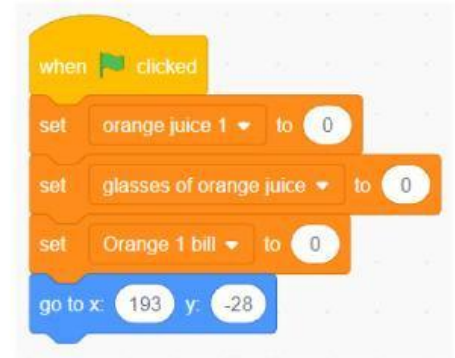 when clicked
set orange juice 1 to 0
set glasses of orange juice to 0
set Orange 1 bill to 0
go to x: 193 y: -28